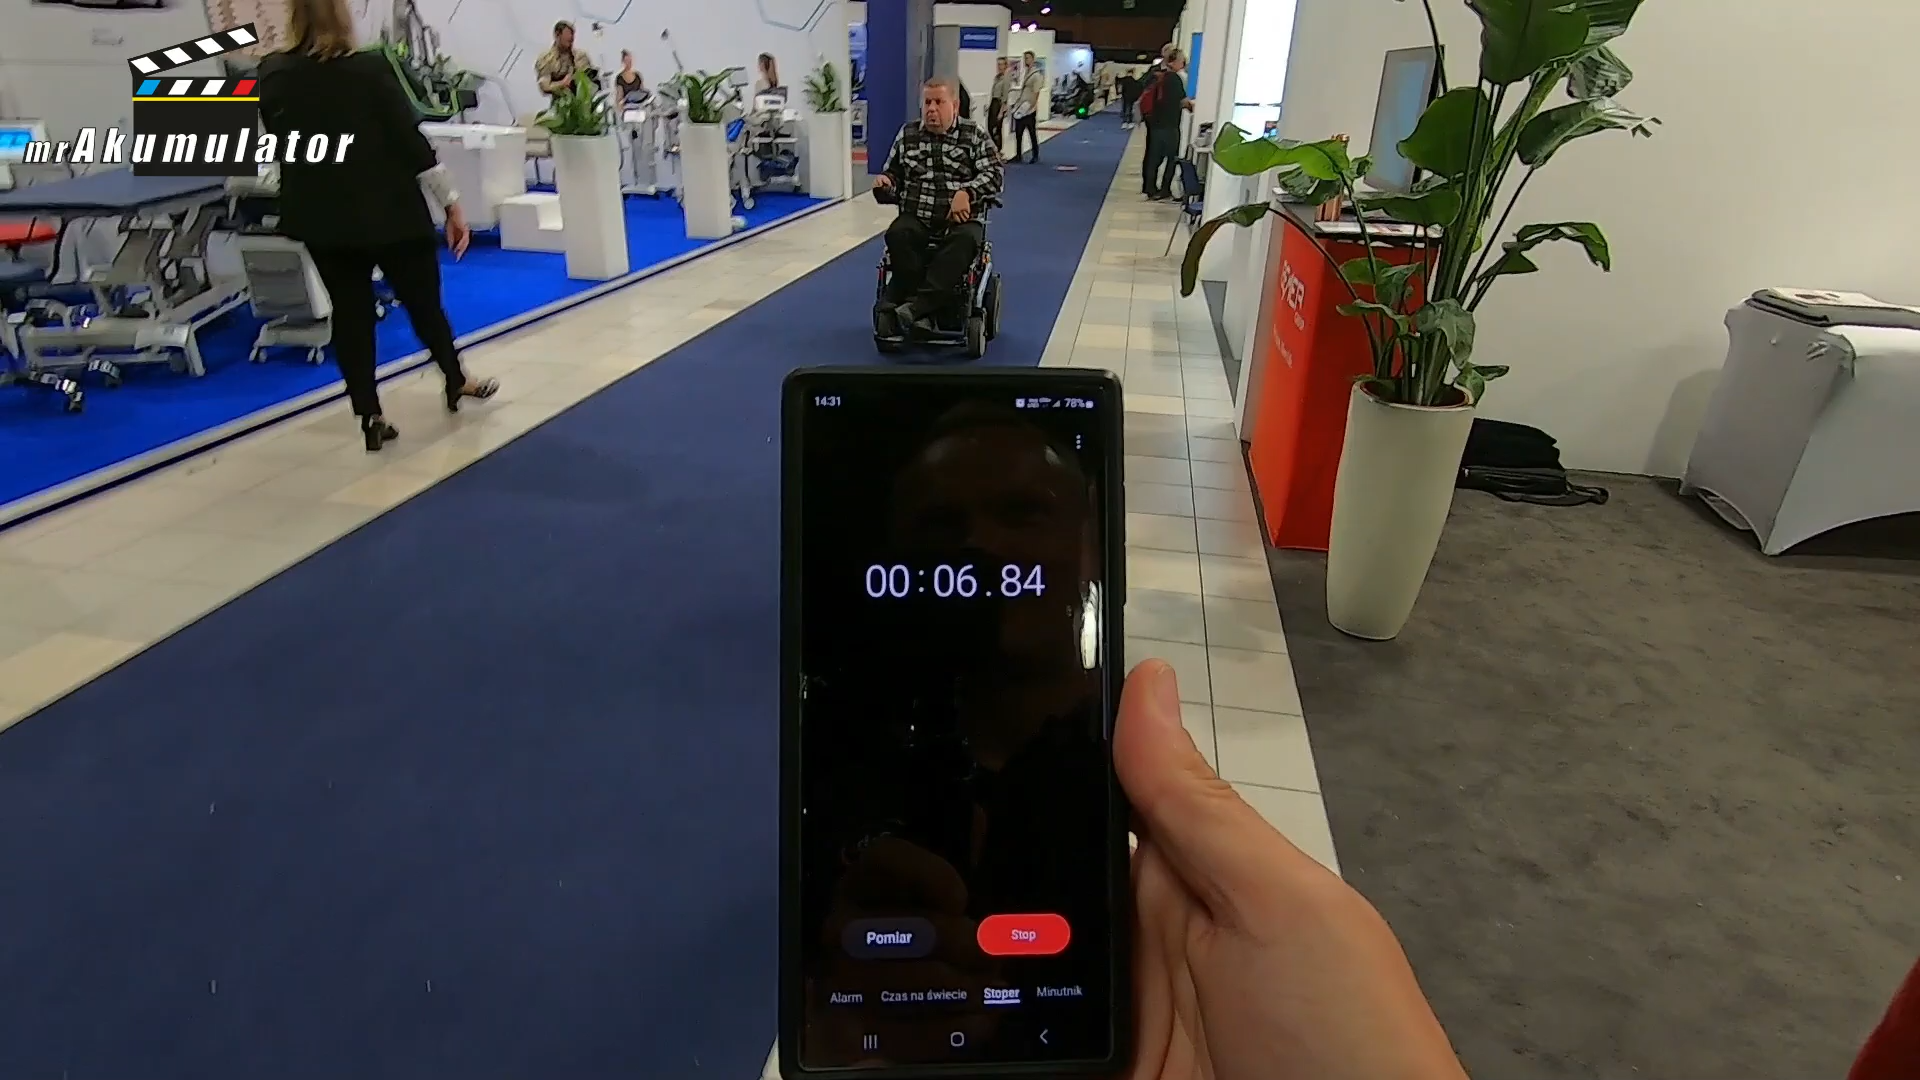 mrAkumulator
14:31
78%
00:06.84
Pomiar
Stop
Alarm
Czas na świecie
Stoper
Minutnik